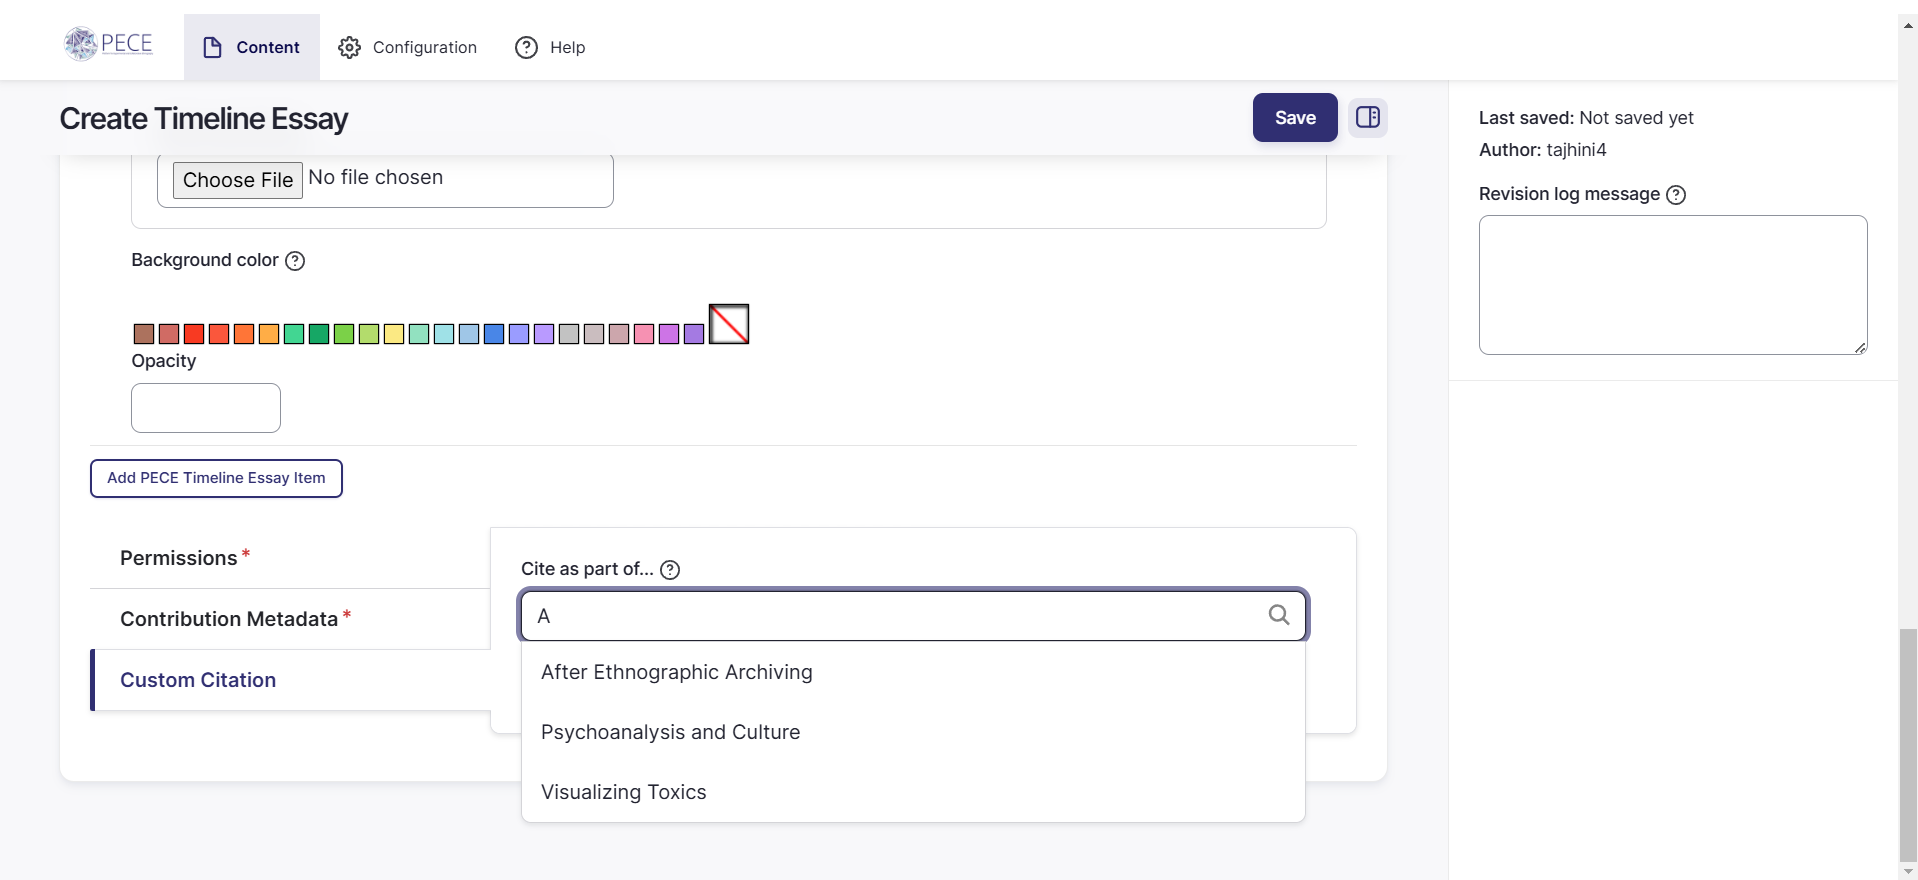 PECE
Content
Configuration
Help
Create Timeline Essay
Save
Last saved: Not saved yet
Author: tajhini4
Revision log message ?
Choose File No file chosen
Background color ?
Opacity
Add PECE Timeline Essay Item
Permissions*
Contribution Metadata*
Custom Citation
Cite as part of... ?
A
After Ethnographic Archiving
Psychoanalysis and Culture
Visualizing Toxics